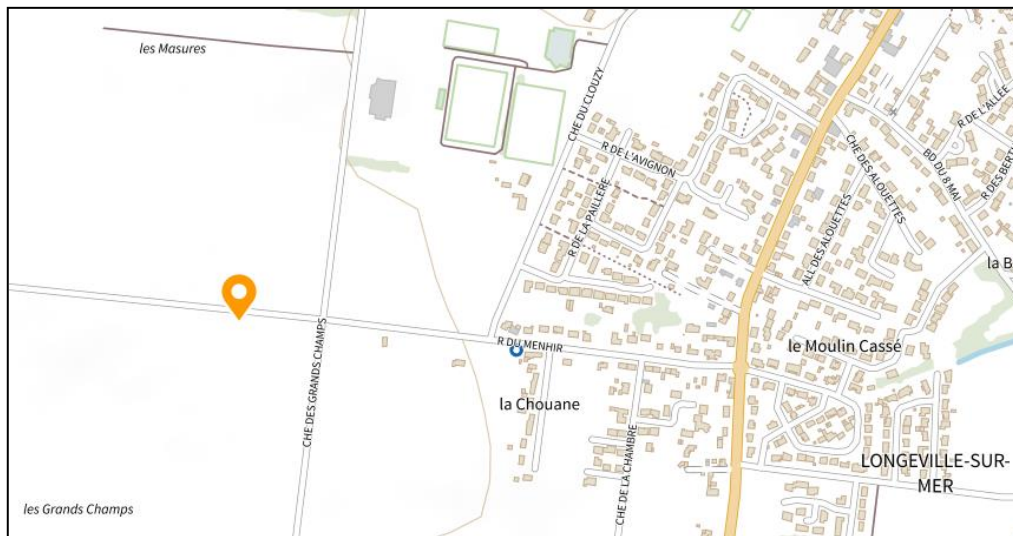 les Masures
CHE DU CLOUZY
R DE L'AVIGNON
R DE LA PAILLERE
CHE DES ALOUETTES
ALL DES ALOUETTES
BD DU 8 MAI
R DE L'ALLEE
R DES BERT
la B
CHE DES GRANDS CHAMPS
R DU MENHIR
le Moulin Cassé
la Chouane
CHE DE LA CHAMBRE
LONGEVILLE-SUR-
MER
les Grands Champs